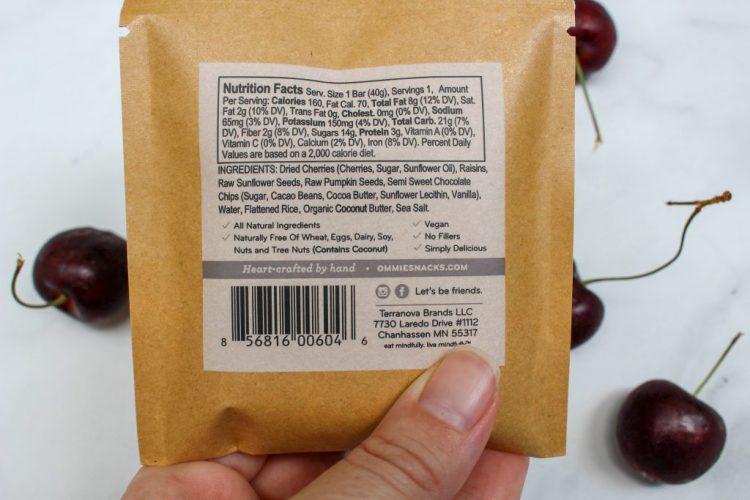 Nutrition Facts Serv. Size 1 Bar (40g), Servings 1, Amount
Per Serving: Calories 160, Fat Cal. 70, Total Fat 8g (12% DV), Sat.
Fat 2g (10% DV), Trans Fat 0g, Cholest. 0mg (0% DV), Sodium
65mg (3% DV), Potassium 150mg (4% DV), Total Carb. 21g (7%
DV), Fiber 2g (8% DV), Sugars 14g, Protein 3g, Vitamin A (0% DV),
Vitamin C (0% DV), Calcium (2% DV), Iron (8% DV). Percent Daily
Values are based on a 2,000 calorie diet.
INGREDIENTS: Dried Cherries (Cherries, Sugar, Sunflower Oil), Raisins,
Raw Sunflower Seeds, Raw Pumpkin Seeds, Semi Sweet Chocolate
Chips (Sugar, Cacao Beans, Cocoa Butter, Sunflower Lecithin, Vanilla),
Water, Flattened Rice, Organic Coconut Butter, Sea Salt.
✓ All Natural Ingredients
✓ Naturally Free Of Wheat, Eggs, Dairy, Soy,
Nuts and Tree Nuts (Contains Coconut)
✓ Vegan
✓ No Fillers
✓ Simply Delicious
Heart-crafted by hand • OMMIESNACKS.COM
8 56816 00604 6
Let's be friends.
Terranova Brands LLC
7730 Laredo Drive #1112
Chanhassen MN 55317
eat mindfully. live